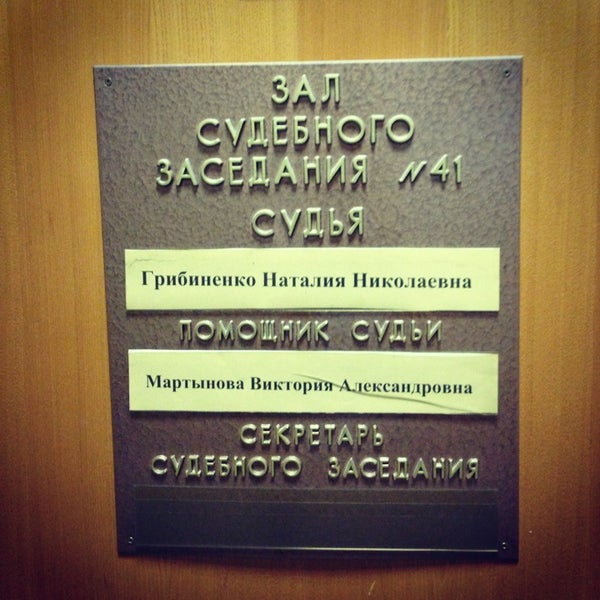 ЗАЛ
СУДЕБНОГО
ЗАСЕДАНИЯ №41
СУДЬЯ
Грибиненко Наталия Николаевна
ПОМОЩНИК СУДЬИ
Мартынова Виктория Александровна
СЕКРЕТАРЬ
СУДЕБНОГО ЗАСЕДАНИЯ